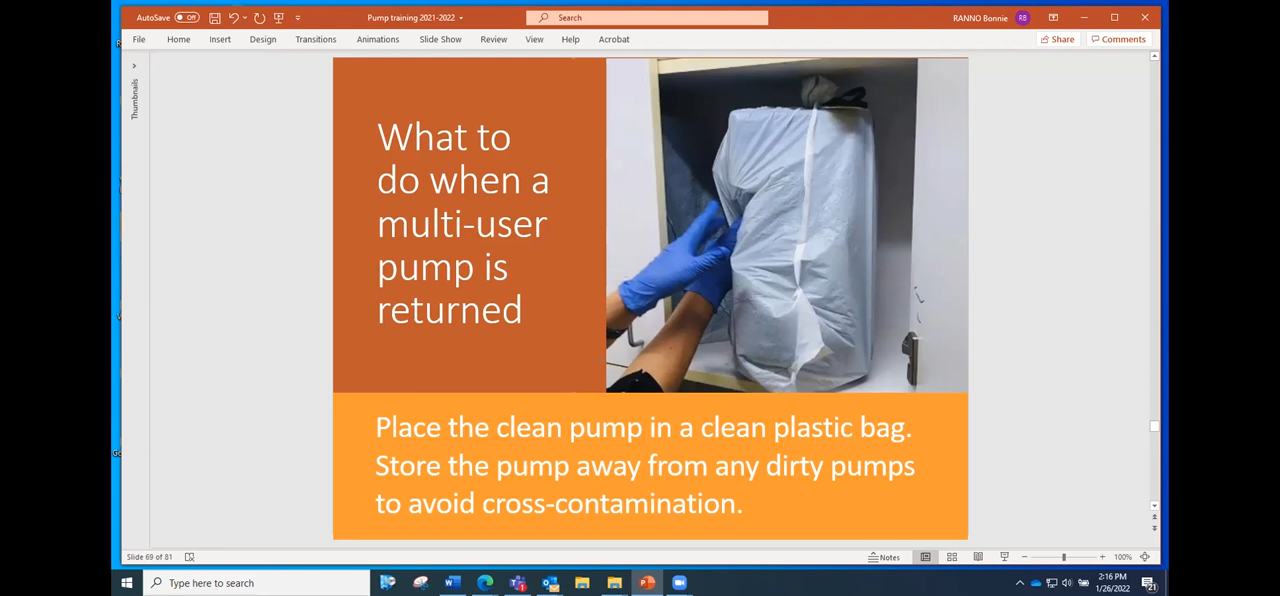 AutoSave Off
Pump training 2021-2022
Search
RANNO Bonnie RB
File Home Insert Design Transitions Animations Slide Show Review View Help Acrobat
Share Comments
Thumbnails
What to
do when a
multi-user
pump is
returned
Place the clean pump in a clean plastic bag.
Store the pump away from any dirty pumps
to avoid cross-contamination.
Slide 69 of 81
Notes
100%
Type here to search
2:16 PM
1/26/2022
21